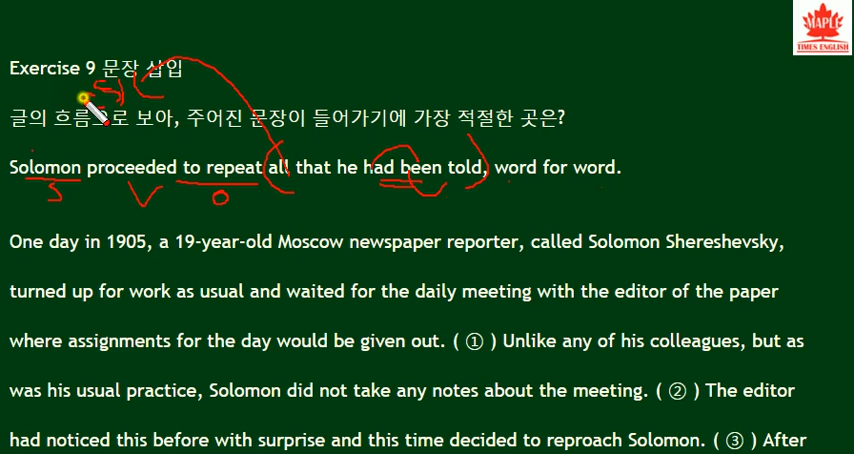 MAPLE
TIMES ENGLISH
Exercise 9 문장 삽입
5)
글의 흐름으로 보아, 주어진 문장이 들어가기에 가장 적절한 곳은?
Solomon proceeded to repeat all that he had been told, word for word.
S V O
One day in 1905, a 19-year-old Moscow newspaper reporter, called Solomon Shereshevsky,
turned up for work as usual and waited for the daily meeting with the editor of the paper
where assignments for the day would be given out. ( ① ) Unlike any of his colleagues, but as
was his usual practice, Solomon did not take any notes about the meeting. ( ② ) The editor
had noticed this before with surprise and this time decided to reproach Solomon. ( ③ ) After